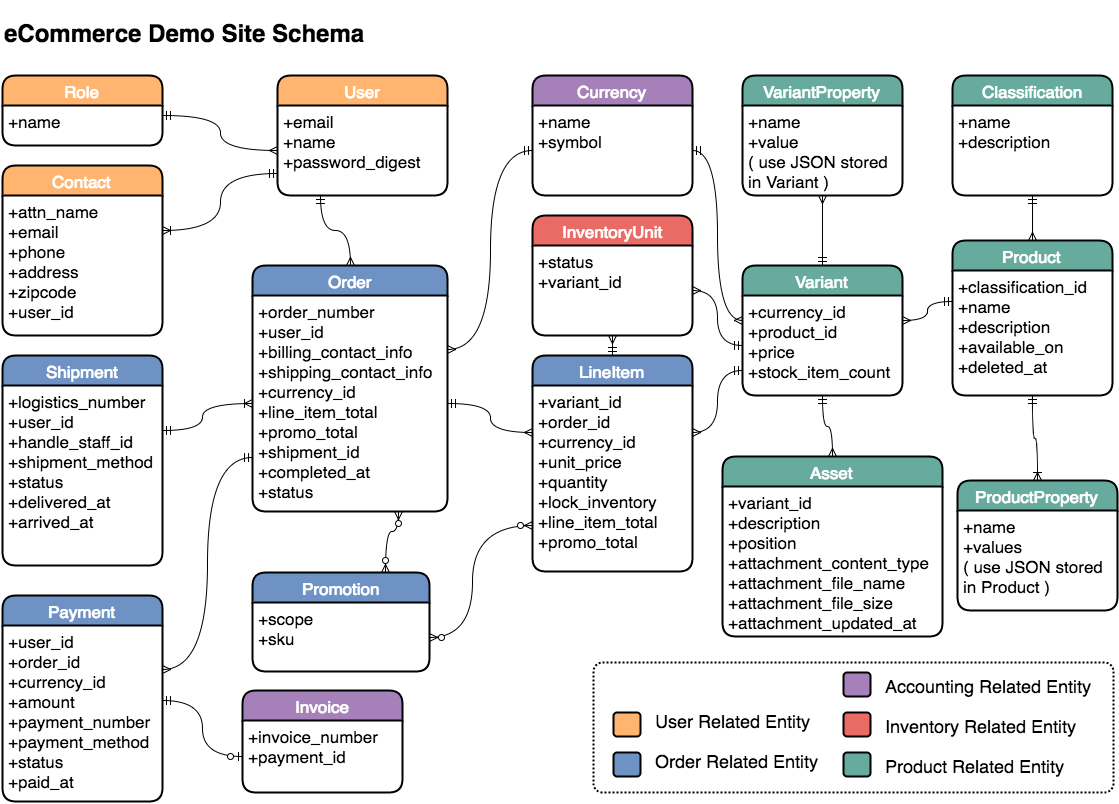 eCommerce Demo Site Schema
Role
+name
User
+email
+name
+password_digest
Currency
+name
+symbol
VariantProperty
+name
+value
( use JSON stored
in Variant )
Classification
+name
+description
Contact
+attn_name
+email
+phone
+address
+zipcode
+user_id
InventoryUnit
+status
+variant_id
Order
+order_number
+user_id
+billing_contact_info
+shipping_contact_info
+currency_id
+line_item_total
+promo_total
+shipment_id
+completed_at
+status
Variant
+currency_id
+product_id
+price
+stock_item_count
Product
+classification_id
+name
+description
+available_on
+deleted_at
Shipment
+logistics_number
+user_id
+handle_staff_id
+shipment_method
+status
+delivered_at
+arrived_at
LineItem
+variant_id
+order_id
+currency_id
+unit_price
+quantity
+lock_inventory
+line_item_total
+promo_total
Asset
+variant_id
+description
+position
+attachment_content_type
+attachment_file_name
+attachment_file_size
+attachment_updated_at
ProductProperty
+name
+values
( use JSON stored
in Product )
Promotion
+scope
+sku
Payment
+user_id
+order_id
+currency_id
+amount
+payment_number
+payment_method
+status
+paid_at
Invoice
+invoice_number
+payment_id
Accounting Related Entity
User Related Entity
Inventory Related Entity
Order Related Entity
Product Related Entity